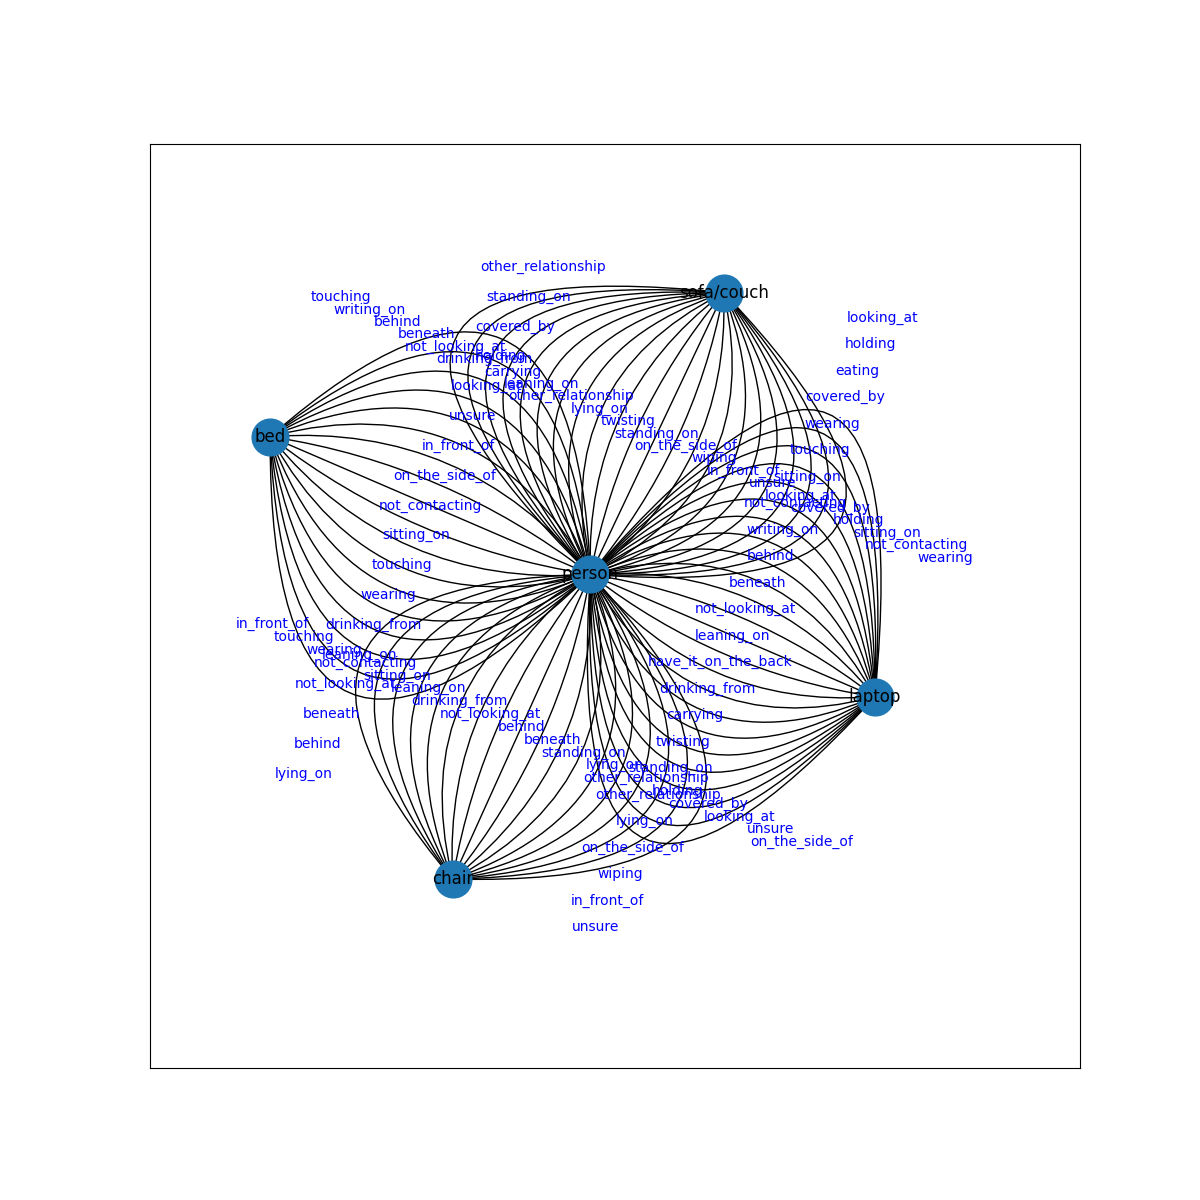 other_relationship
sofa/couch
touching
standing_on
writing_on
looking_at
behind
covered_by
beneath
holding
not_looking_at
holding
drinking_from
eating
carrying
looking_at
leaning_on
other_relationship
covered_by
lying_on
unsure
twisting
wearing
standing_on
bed
in_front_of
on_the_side_of
touching
wiping
in_front_of
on_the_side_of
sitting_on
unsure
looking_at
not_contacting
not_contacting
covered_by
holding
writing_on
sitting_on
sitting_on
not_contacting
behind
wearing
touching
person
beneath
wearing
not_looking_at
in_front_of
drinking_from
touching
leaning_on
wearing
leaning_on
not_contacting
have_it_on_the_back
sitting_on
not_looking_at
leaning_on
drinking_from
laptop
drinking_from
beneath
not_looking_at
carrying
behind
behind
beneath
twisting
standing_on
lying_on
standing_on
lying_on
other_relationship
holding
other_relationship
covered_by
looking_at
lying_on
unsure
on_the_side_of
on_the_side_of
wiping
chair
in_front_of
unsure